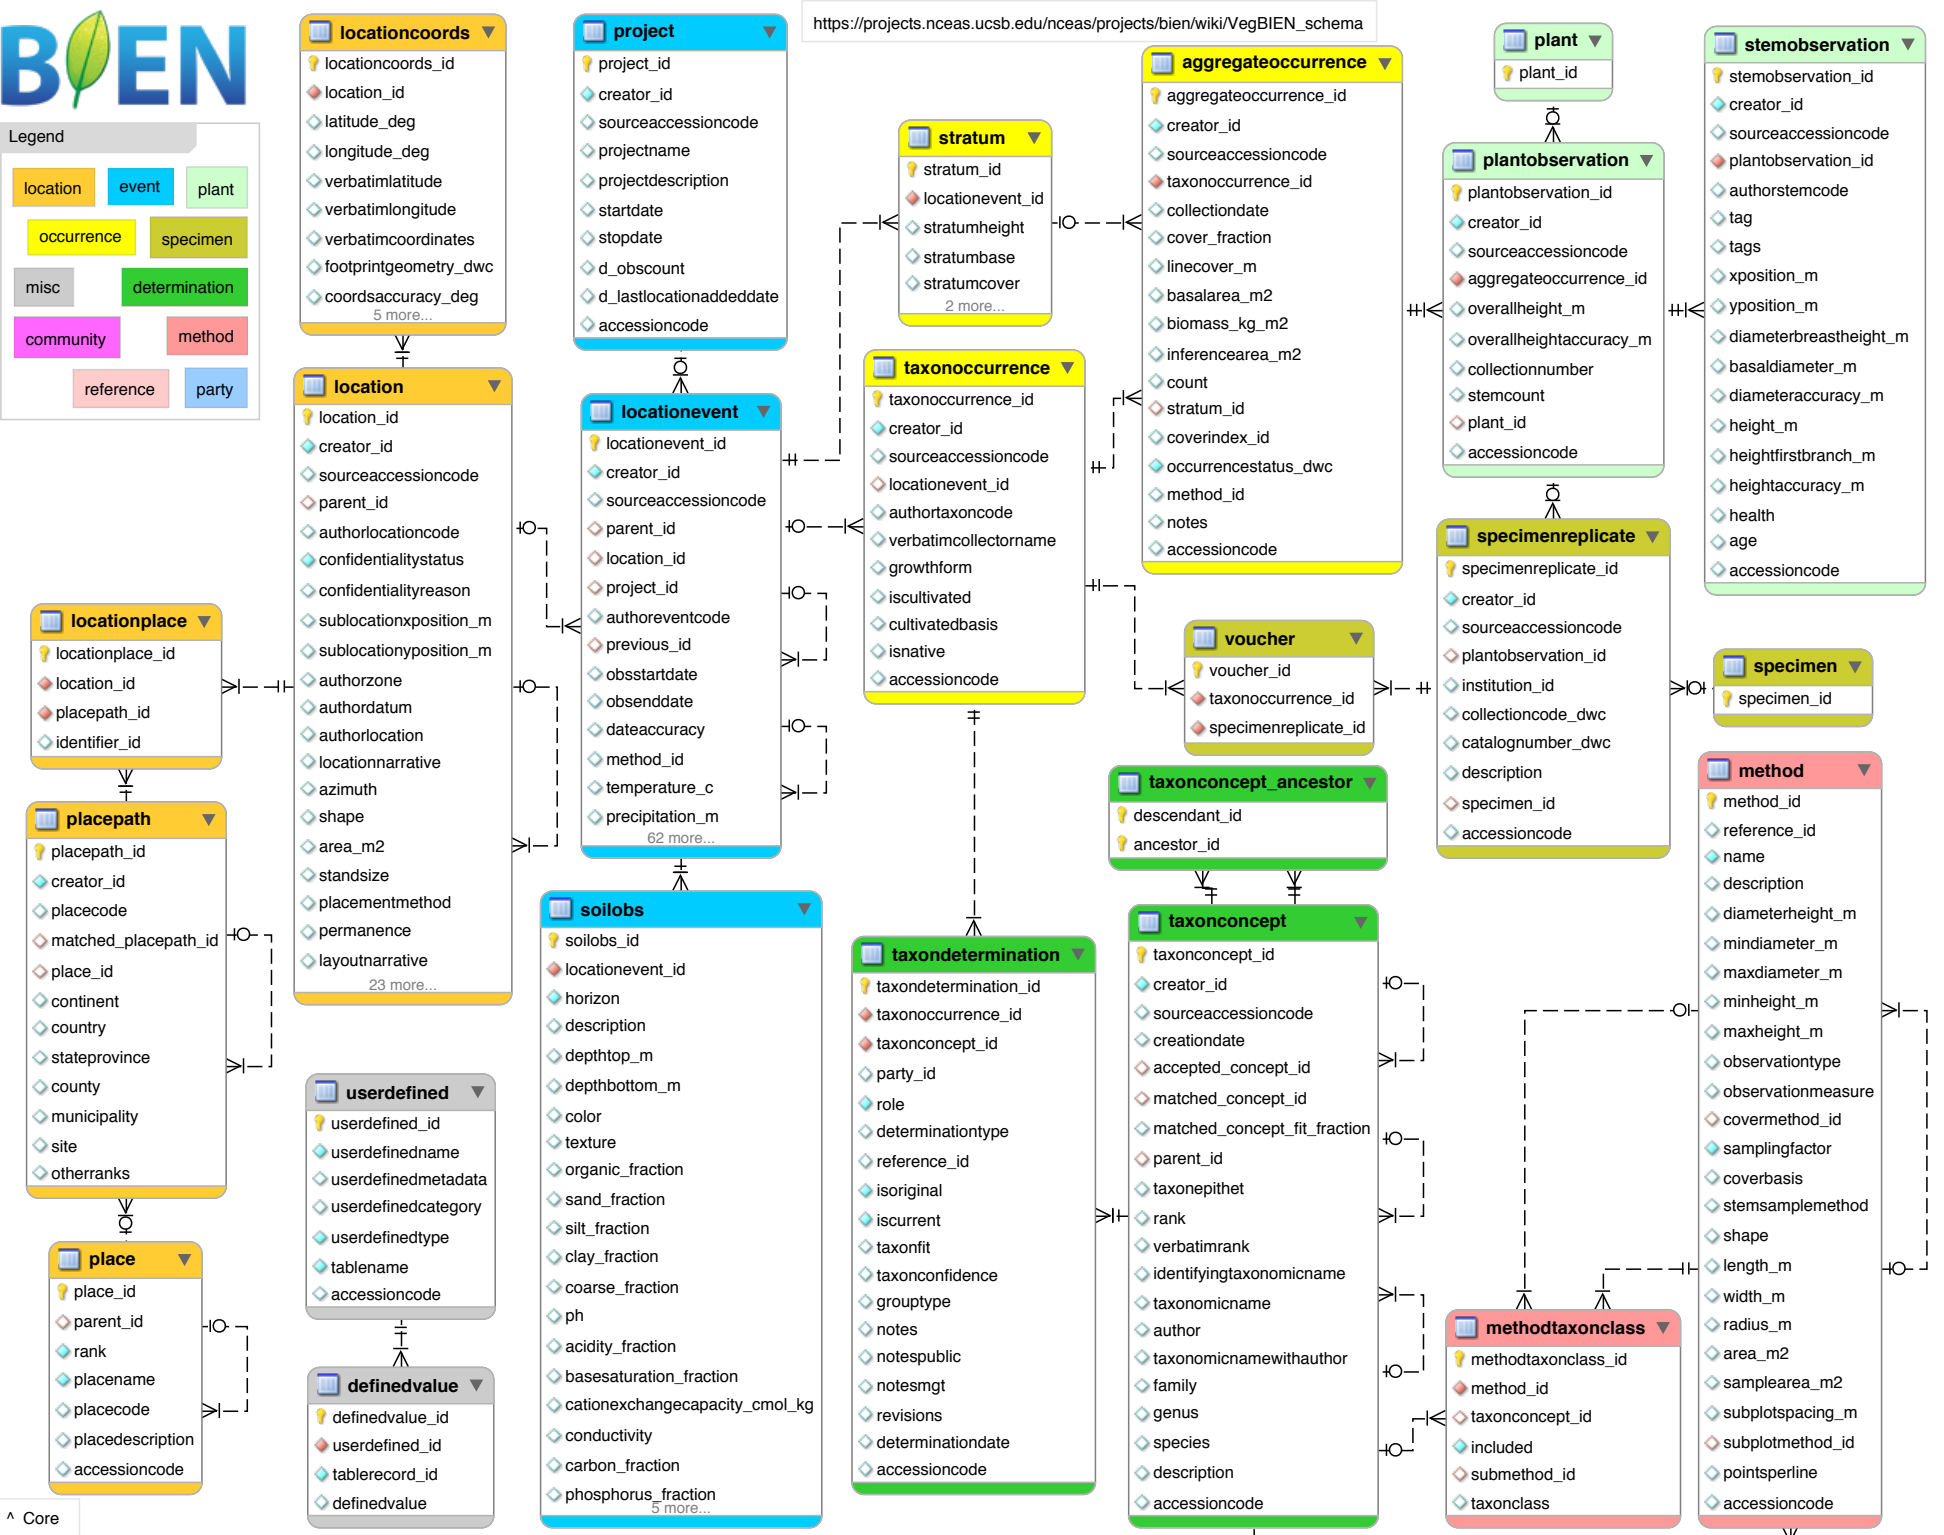 BIEN
https://projects.nceas.ucsb.edu/nceas/projects/bien/wiki/VegBIEN_schema
Legend
location
event
plant
occurrence
specimen
misc
determination
community
method
reference
party
locationcoords
locationcoords_id
location_id
latitude_deg
longitude_deg
verbatimlatitude
verbatimlongitude
verbatimcoordinates
footprintgeometry_dwc
coordsaccuracy_deg
5 more...
location
location_id
creator_id
sourceaccessioncode
parent_id
authorlocationcode
confidentialitystatus
confidentialityreason
sublocationxposition_m
sublocationyposition_m
authorzone
authordatum
authorlocation
locationnarrative
azimuth
shape
area_m2
standsize
placementmethod
permanence
layoutnarrative
23 more...
locationplace
locationplace_id
location_id
placepath_id
identifier_id
placepath
placepath_id
creator_id
placecode
matched_placepath_id
place_id
continent
country
stateprovince
county
municipality
site
otherranks
place
place_id
parent_id
rank
placename
placecode
placedescription
accessioncode
^ Core
userdefined
userdefined_id
userdefinedname
userdefinedmetadata
userdefinedcategory
userdefinedtype
tablename
accessioncode
definedvalue
definedvalue_id
userdefined_id
tablerecord_id
definedvalue
project
project_id
creator_id
sourceaccessioncode
projectname
projectdescription
startdate
stopdate
d_obscount
d_lastlocationaddeddate
accessioncode
locationevent
locationevent_id
creator_id
sourceaccessioncode
parent_id
location_id
project_id
authoreventcode
previous_id
obsstartdate
obsenddate
dateaccuracy
method_id
temperature_c
precipitation_m
62 more...
soilobs
soilobs_id
locationevent_id
horizon
description
depthtop_m
depthbottom_m
color
texture
organic_fraction
sand_fraction
silt_fraction
clay_fraction
coarse_fraction
ph
acidity_fraction
basesaturation_fraction
cationexchangecapacity_cmol_kg
conductivity
carbon_fraction
phosphorus_fraction
5 more...
stratum
stratum_id
locationevent_id
stratumheight
stratumbase
stratumcover
2 more...
taxonoccurrence
taxonoccurrence_id
creator_id
sourceaccessioncode
locationevent_id
authortaxoncode
verbatimcollectorname
growthform
iscultivated
cultivatedbasis
isnative
accessioncode
taxondetermination
taxondetermination_id
taxonoccurrence_id
taxonconcept_id
party_id
role
determinationtype
reference_id
isoriginal
iscurrent
taxonfit
taxonconfidence
grouptype
notes
notespublic
notesmgt
revisions
determinationdate
accessioncode
aggregateoccurrence
aggregateoccurrence_id
creator_id
sourceaccessioncode
taxonoccurrence_id
collectiondate
cover_fraction
linecover_m
basalarea_m2
biomass_kg_m2
inferencearea_m2
count
stratum_id
coverindex_id
occurrencestatus_dwc
method_id
notes
accessioncode
voucher
voucher_id
taxonoccurrence_id
specimenreplicate_id
taxonconcept_ancestor
descendant_id
ancestor_id
taxonconcept
taxonconcept_id
creator_id
sourceaccessioncode
creationdate
accepted_concept_id
matched_concept_id
matched_concept_fit_fraction
parent_id
taxonepithet
rank
verbatimrank
identifyingtaxonomicname
taxonomicname
author
taxonomicnamewithauthor
family
genus
species
description
accessioncode
plant
plant_id
plantobservation
plantobservation_id
creator_id
sourceaccessioncode
aggregateoccurrence_id
overallheight_m
overallheightaccuracy_m
collectionnumber
stemcount
plant_id
accessioncode
specimenreplicate
specimenreplicate_id
creator_id
sourceaccessioncode
plantobservation_id
institution_id
collectioncode_dwc
catalognumber_dwc
description
specimen_id
accessioncode
stemobservation
stemobservation_id
creator_id
sourceaccessioncode
plantobservation_id
authorstemcode
tag
tags
xposition_m
yposition_m
diameterbreastheight_m
basaldiameter_m
diameteraccuracy_m
height_m
heightfirstbranch_m
heightaccuracy_m
health
age
accessioncode
specimen
specimen_id
method
method_id
reference_id
name
description
diameterheight_m
mindiameter_m
maxdiameter_m
minheight_m
maxheight_m
observationtype
observationmeasure
covermethod_id
samplingfactor
coverbasis
stemsamplemethod
shape
length_m
width_m
radius_m
area_m2
samplearea_m2
subplotspacing_m
subplotmethod_id
pointsperline
accessioncode
methodtaxonclass
methodtaxonclass_id
method_id
taxonconcept_id
included
submethod_id
taxonclass